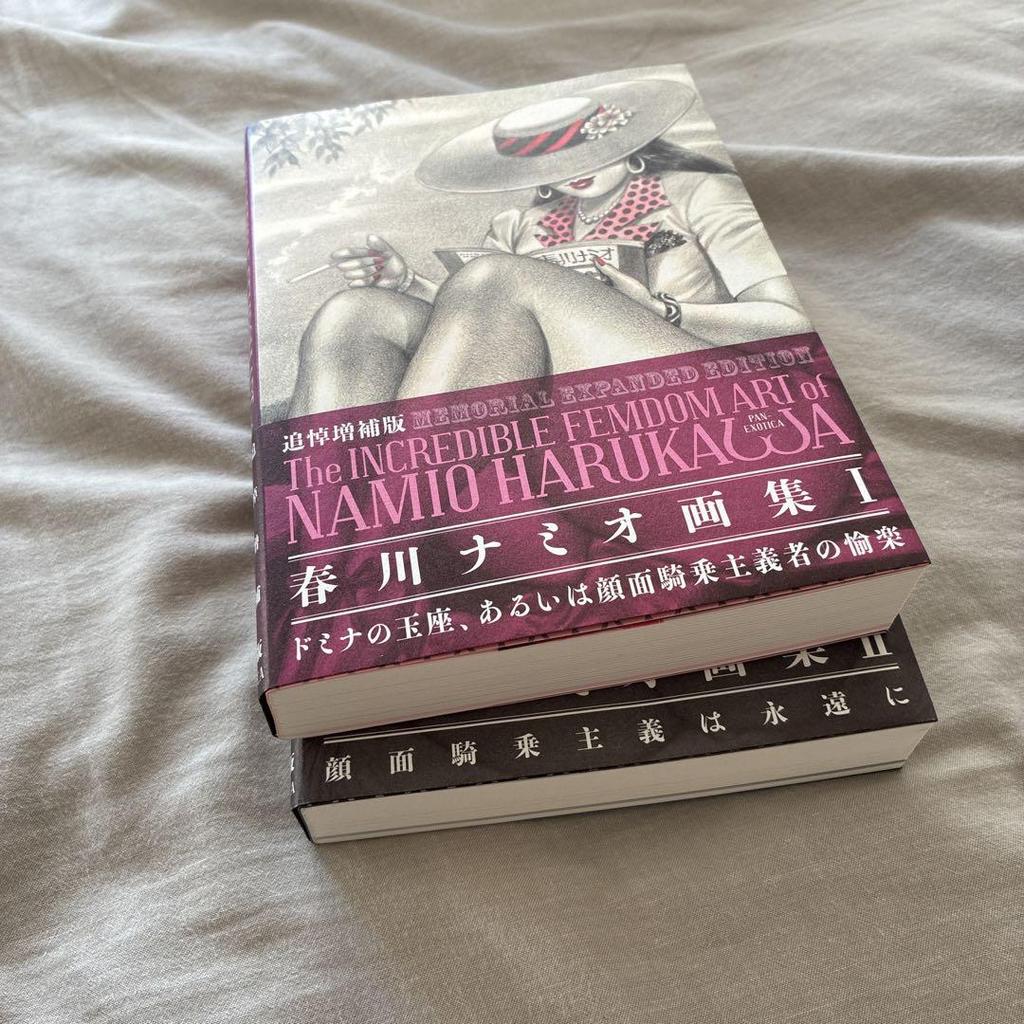 追悼増補版 MEMORIAL EXPANDED EDITION
The INCREDIBLE FEMDOM ART of
NAMIO HARUKAWA
PAN-
EXOTICA
春川ナミオ画集 I
ドミナの玉座、あるいは顔面騎乗主義者の愉楽
画集 II
顔面騎乗主義は永遠に